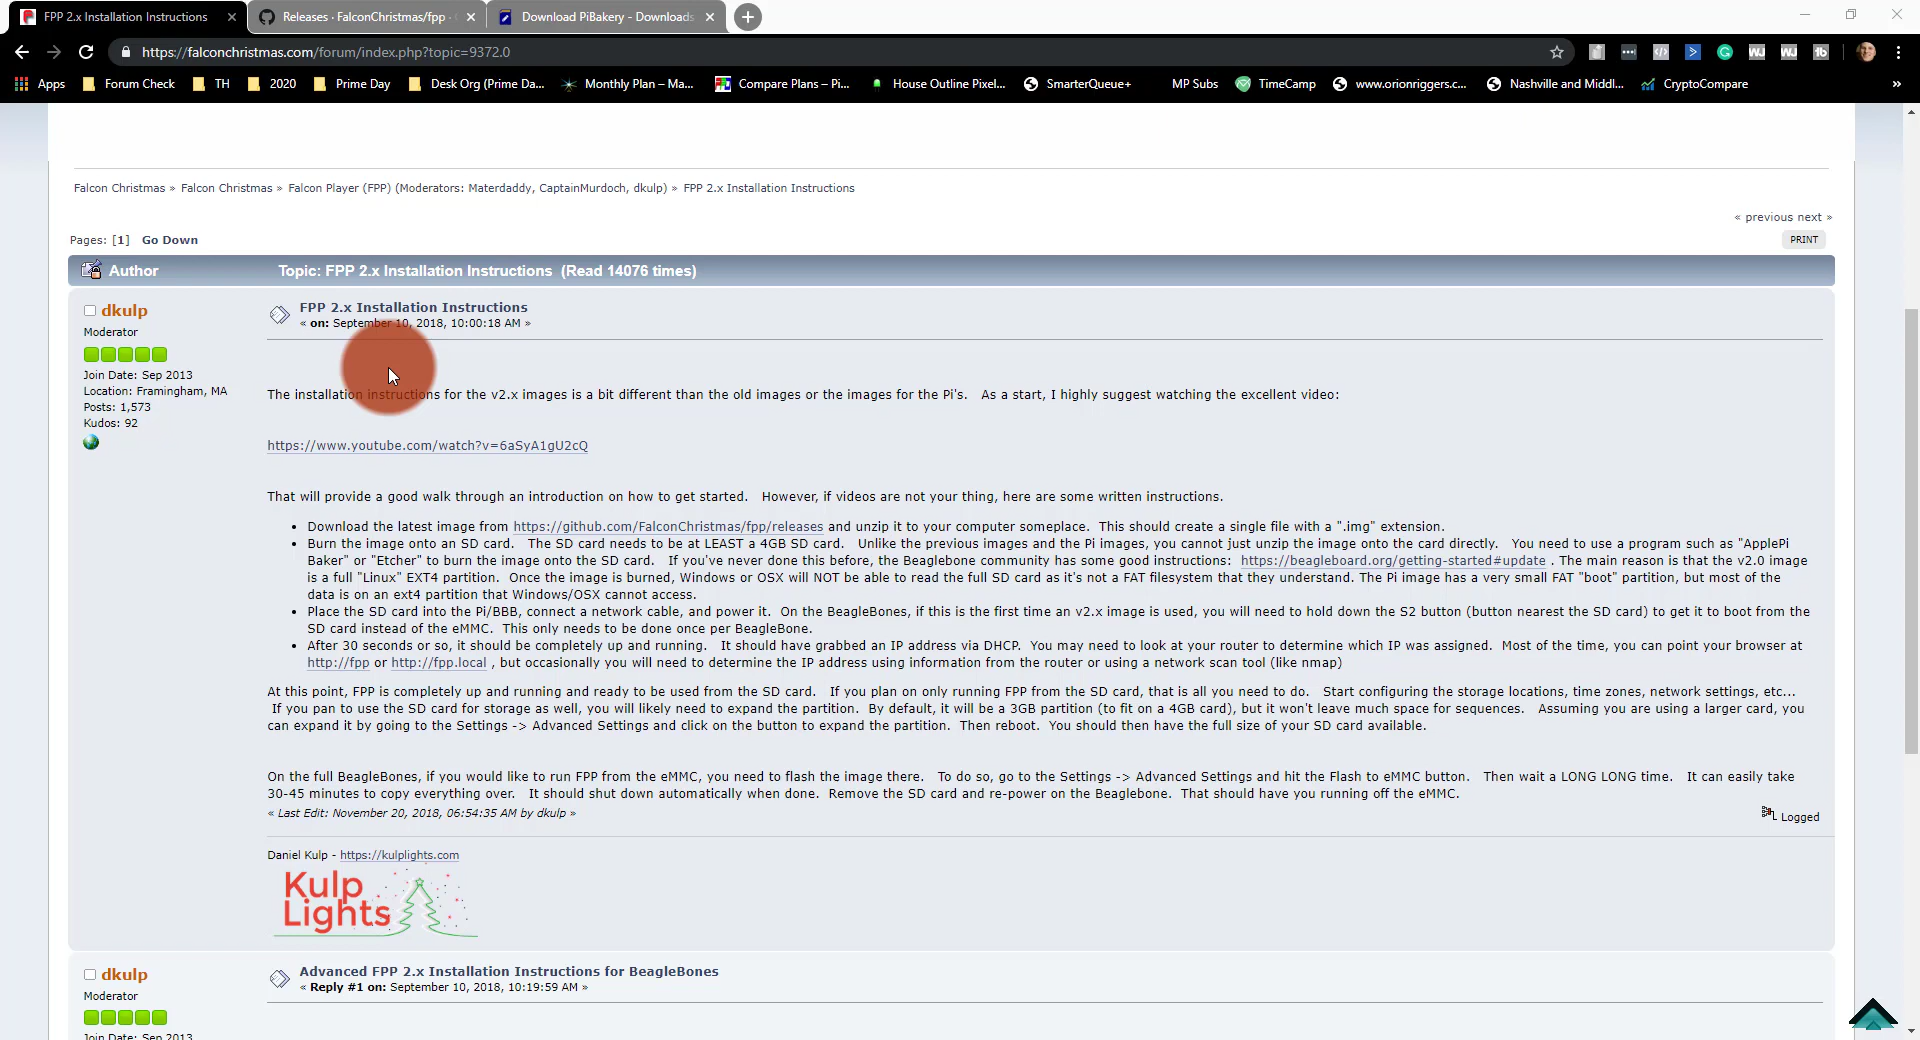 FPP 2.x Installation Instructions
Releases · FalconChristmas/fpp ·
Download PiBakery - Downloads
https://falconchristmas.com/forum/index.php?topic=9372.0
Apps
Forum Check
TH
2020
Prime Day
Desk Org (Prime Da...
Monthly Plan – Ma...
Compare Plans – Pi...
House Outline Pixel...
SmarterQueue+
MP Subs
TimeCamp
www.orionriggers.c...
Nashville and Middl...
CryptoCompare
»
Falcon Christmas » Falcon Christmas » Falcon Player (FPP) (Moderators: Materdaddy, CaptainMurdoch, dkulp) » FPP 2.x Installation Instructions
« previous next »
Pages: [1] Go Down
PRINT
Author
Topic: FPP 2.x Installation Instructions (Read 14076 times)
dkulp
Moderator
Join Date: Sep 2013
Location: Framingham, MA
Posts: 1,573
Kudos: 92
FPP 2.x Installation Instructions
« on: September 10, 2018, 10:00:18 AM »
The installation instructions for the v2.x images is a bit different than the old images or the images for the Pi's. As a start, I highly suggest watching the excellent video:
https://www.youtube.com/watch?v=6aSyA1gU2cQ
That will provide a good walk through an introduction on how to get started. However, if videos are not your thing, here are some written instructions.
• Download the latest image from https://github.com/FalconChristmas/fpp/releases and unzip it to your computer someplace. This should create a single file with a ".img" extension.
• Burn the image onto an SD card. The SD card needs to be at LEAST a 4GB SD card. Unlike the previous images and the Pi images, you cannot just unzip the image onto the card directly. You need to use a program such as "ApplePi
Baker" or "Etcher" to burn the image onto the SD card. If you've never done this before, the Beaglebone community has some good instructions: https://beagleboard.org/getting-started#update . The main reason is that the v2.0 image
is a full "Linux" EXT4 partition. Once the image is burned, Windows or OSX will NOT be able to read the full SD card as it's not a FAT filesystem that they understand. The Pi image has a very small FAT "boot" partition, but most of the
data is on an ext4 partition that Windows/OSX cannot access.
• Place the SD card into the Pi/BBB, connect a network cable, and power it. On the BeagleBones, if this is the first time an v2.x image is used, you will need to hold down the S2 button (button nearest the SD card) to get it to boot from the
SD card instead of the eMMC. This only needs to be done once per BeagleBone.
• After 30 seconds or so, it should be completely up and running. It should have grabbed an IP address via DHCP. You may need to look at your router to determine which IP was assigned. Most of the time, you can point your browser at
http://fpp or http://fpp.local , but occasionally you will need to determine the IP address using information from the router or using a network scan tool (like nmap)
At this point, FPP is completely up and running and ready to be used from the SD card. If you plan on only running FPP from the SD card, that is all you need to do. Start configuring the storage locations, time zones, network settings, etc...
If you pan to use the SD card for storage as well, you will likely need to expand the partition. By default, it will be a 3GB partition (to fit on a 4GB card), but it won't leave much space for sequences. Assuming you are using a larger card, you
can expand it by going to the Settings -> Advanced Settings and click on the button to expand the partition. Then reboot. You should then have the full size of your SD card available.
On the full BeagleBones, if you would like to run FPP from the eMMC, you need to flash the image there. To do so, go to the Settings -> Advanced Settings and hit the Flash to eMMC button. Then wait a LONG LONG time. It can easily take
30-45 minutes to copy everything over. It should shut down automatically when done. Remove the SD card and re-power on the Beaglebone. That should have you running off the eMMC.
« Last Edit: November 20, 2018, 06:54:35 AM by dkulp »
Logged
Daniel Kulp - https://kulplights.com
Kulp
Lights
dkulp
Moderator
Join Date: Sep 2013
Advanced FPP 2.x Installation Instructions for BeagleBones
« Reply #1 on: September 10, 2018, 10:19:59 AM »